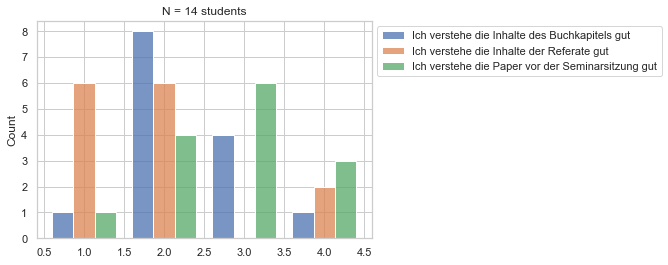 N = 14 students
Ich verstehe die Inhalte des Buchkapitels gut
Ich verstehe die Inhalte der Referate gut
Ich verstehe die Paper vor der Seminarsitzung gut
Count
8
7
6
5
4
3
2
1
0
0.5 1.0 1.5 2.0 2.5 3.0 3.5 4.0 4.5